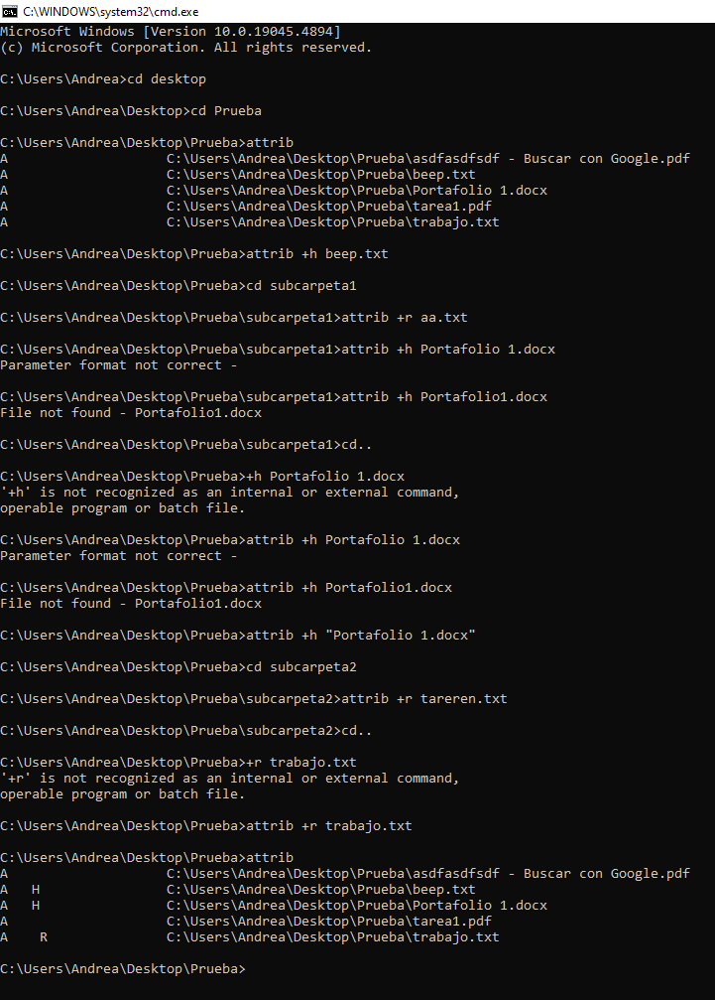 C:\WINDOWS\system32\cmd.exe
Microsoft Windows [Version 10.0.19045.4894]
(c) Microsoft Corporation. All rights reserved.
C:\Users\Andrea>cd desktop
C:\Users\Andrea\Desktop>cd Prueba
C:\Users\Andrea\Desktop\Prueba>attrib
A                    C:\Users\Andrea\Desktop\Prueba\asdfasdfsdf - Buscar con Google.pdf
A                    C:\Users\Andrea\Desktop\Prueba\beep.txt
A                    C:\Users\Andrea\Desktop\Prueba\Portafolio 1.docx
A                    C:\Users\Andrea\Desktop\Prueba\tarea1.pdf
A                    C:\Users\Andrea\Desktop\Prueba\trabajo.txt
C:\Users\Andrea\Desktop\Prueba>attrib +h beep.txt
C:\Users\Andrea\Desktop\Prueba>cd subcarpeta1
C:\Users\Andrea\Desktop\Prueba\subcarpeta1>attrib +r aa.txt
C:\Users\Andrea\Desktop\Prueba\subcarpeta1>attrib +h Portafolio 1.docx
Parameter format not correct -
C:\Users\Andrea\Desktop\Prueba\subcarpeta1>attrib +h Portafolio1.docx
File not found - Portafolio1.docx
C:\Users\Andrea\Desktop\Prueba\subcarpeta1>cd..
C:\Users\Andrea\Desktop\Prueba>+h Portafolio 1.docx
'+h' is not recognized as an internal or external command,
operable program or batch file.
C:\Users\Andrea\Desktop\Prueba>attrib +h Portafolio 1.docx
Parameter format not correct -
C:\Users\Andrea\Desktop\Prueba>attrib +h Portafolio1.docx
File not found - Portafolio1.docx
C:\Users\Andrea\Desktop\Prueba>attrib +h "Portafolio 1.docx"
C:\Users\Andrea\Desktop\Prueba>cd subcarpeta2
C:\Users\Andrea\Desktop\Prueba\subcarpeta2>attrib +r tareren.txt
C:\Users\Andrea\Desktop\Prueba\subcarpeta2>cd..
C:\Users\Andrea\Desktop\Prueba>+r trabajo.txt
'+r' is not recognized as an internal or external command,
operable program or batch file.
C:\Users\Andrea\Desktop\Prueba>attrib +r trabajo.txt
C:\Users\Andrea\Desktop\Prueba>attrib
A                    C:\Users\Andrea\Desktop\Prueba\asdfasdfsdf - Buscar con Google.pdf
A   H                C:\Users\Andrea\Desktop\Prueba\beep.txt
A   H                C:\Users\Andrea\Desktop\Prueba\Portafolio 1.docx
A                    C:\Users\Andrea\Desktop\Prueba\tarea1.pdf
A    R               C:\Users\Andrea\Desktop\Prueba\trabajo.txt
C:\Users\Andrea\Desktop\Prueba>